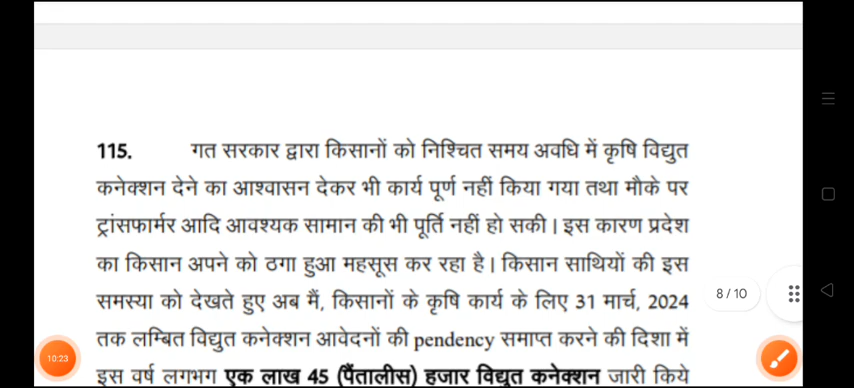 115. गत सरकार द्वारा किसानों को निश्चित समय अवधि में कृषि विद्युत
कनेक्शन देने का आश्वासन देकर भी कार्य पूर्ण नहीं किया गया तथा मौके पर
ट्रांसफार्मर आदि आवश्यक सामान की भी पूर्ति नहीं हो सकी। इस कारण प्रदेश
का किसान अपने को ठगा हुआ महसूस कर रहा है। किसान साथियों की इस
समस्या को देखते हुए अब मैं, किसानों के कृषि कार्य के लिए 31 मार्च, 2024
8 / 10
तक लम्बित विद्युत कनेक्शन आवेदनों की pendency समाप्त करने की दिशा में
10:23
इस वर्ष लगभग एक लाख 45 (पैंतालीस) हजार विद्युत कनेक्शन जारी किये